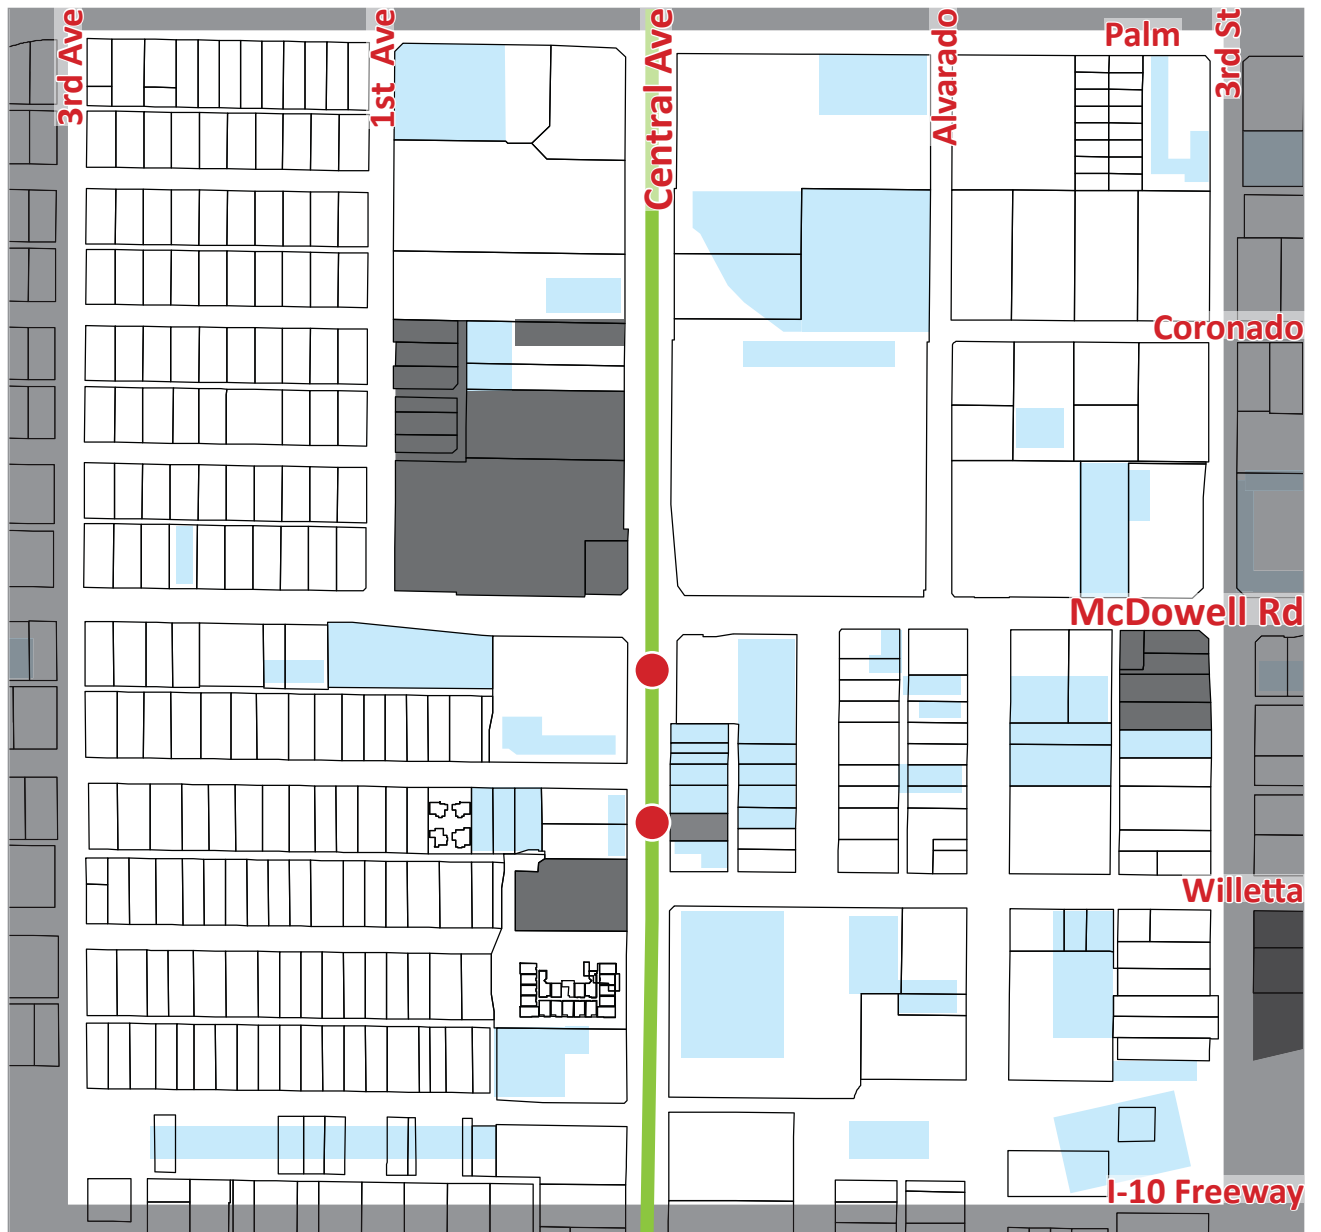 3rd Ave
1st Ave
Central Ave
Alvarado
Palm
3rd St
Coronado
McDowell Rd
Willetta
I-10 Freeway